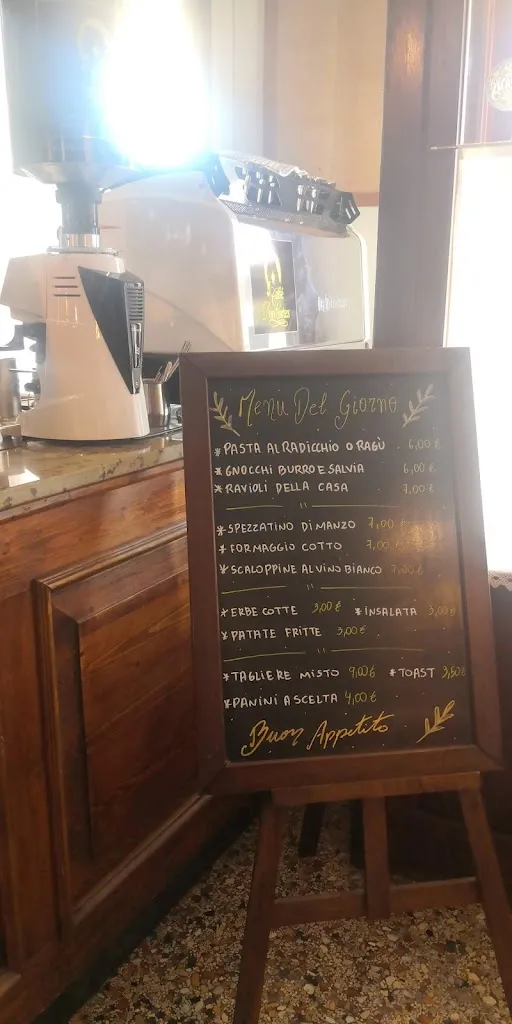 Menu Del Giorno
* PASTA AL RADICCHIO O RAGÙ 6,00 €
* GNOCCHI BURRO E SALVIA 6,00 €
* RAVIOLI DELLA CASA 7,00 €
* SPEZZATINO DI MANZO 7,00 €
* FORMAGGIO COTTO 7,00 €
* SCALOPPINE AL VINO BIANCO 7,00 €
* ERBE COTTE 3,00 € * INSALATA 3,00 €
* PATATE FRITTE 3,00 €
* TAGLIERE MISTO 9,00 € * TOAST 3,50 €
* PANINI A SCELTA 4,00 €
Buon Appetito